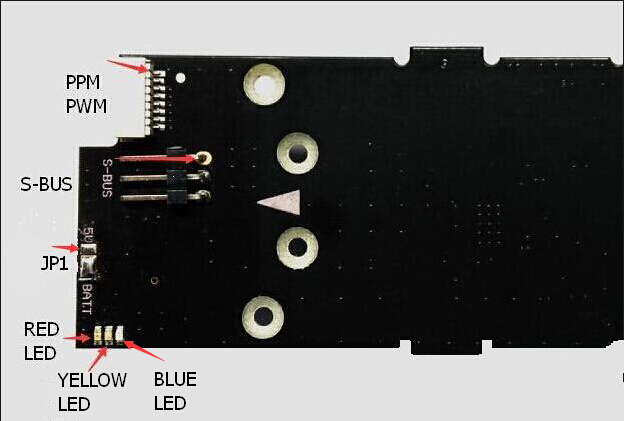 PPM
PWM
S-BUS
S-BUS
5V
JP1
BATT
RED
LED
YELLOW
LED
BLUE
LED